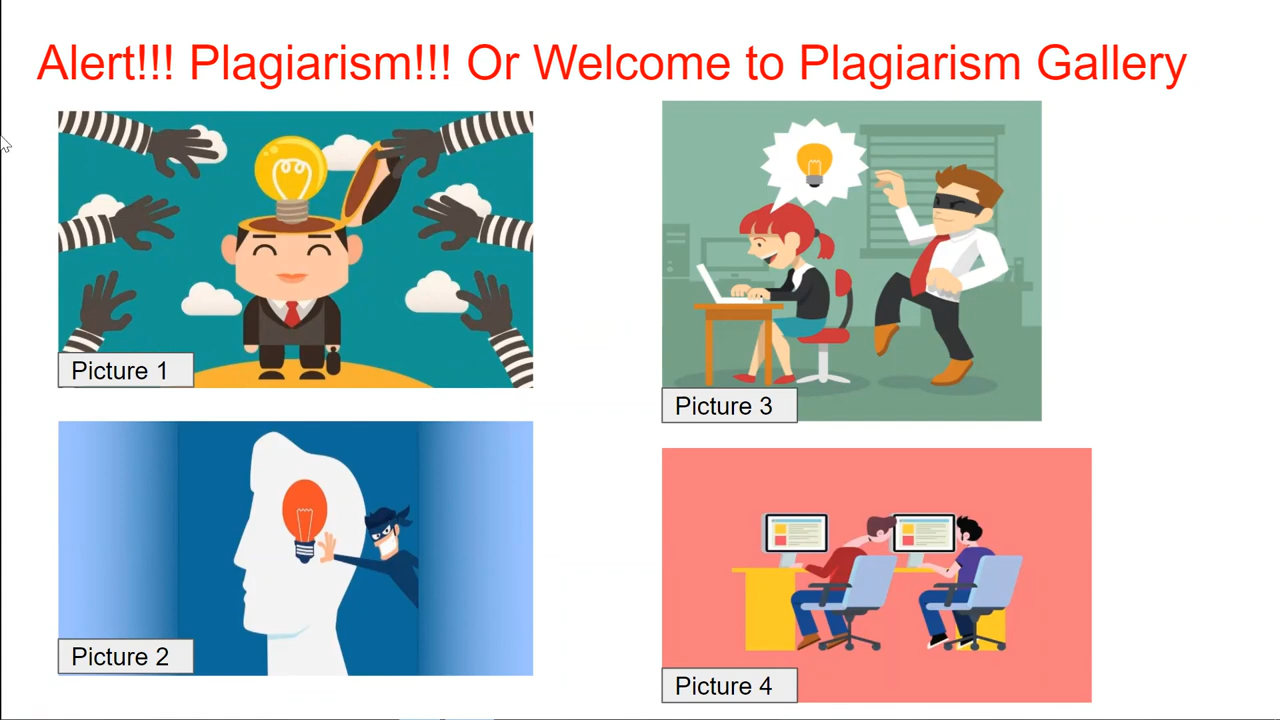 Alert!!! Plagiarism!!! Or Welcome to Plagiarism Gallery
Picture 1
Picture 3
Picture 2
Picture 4